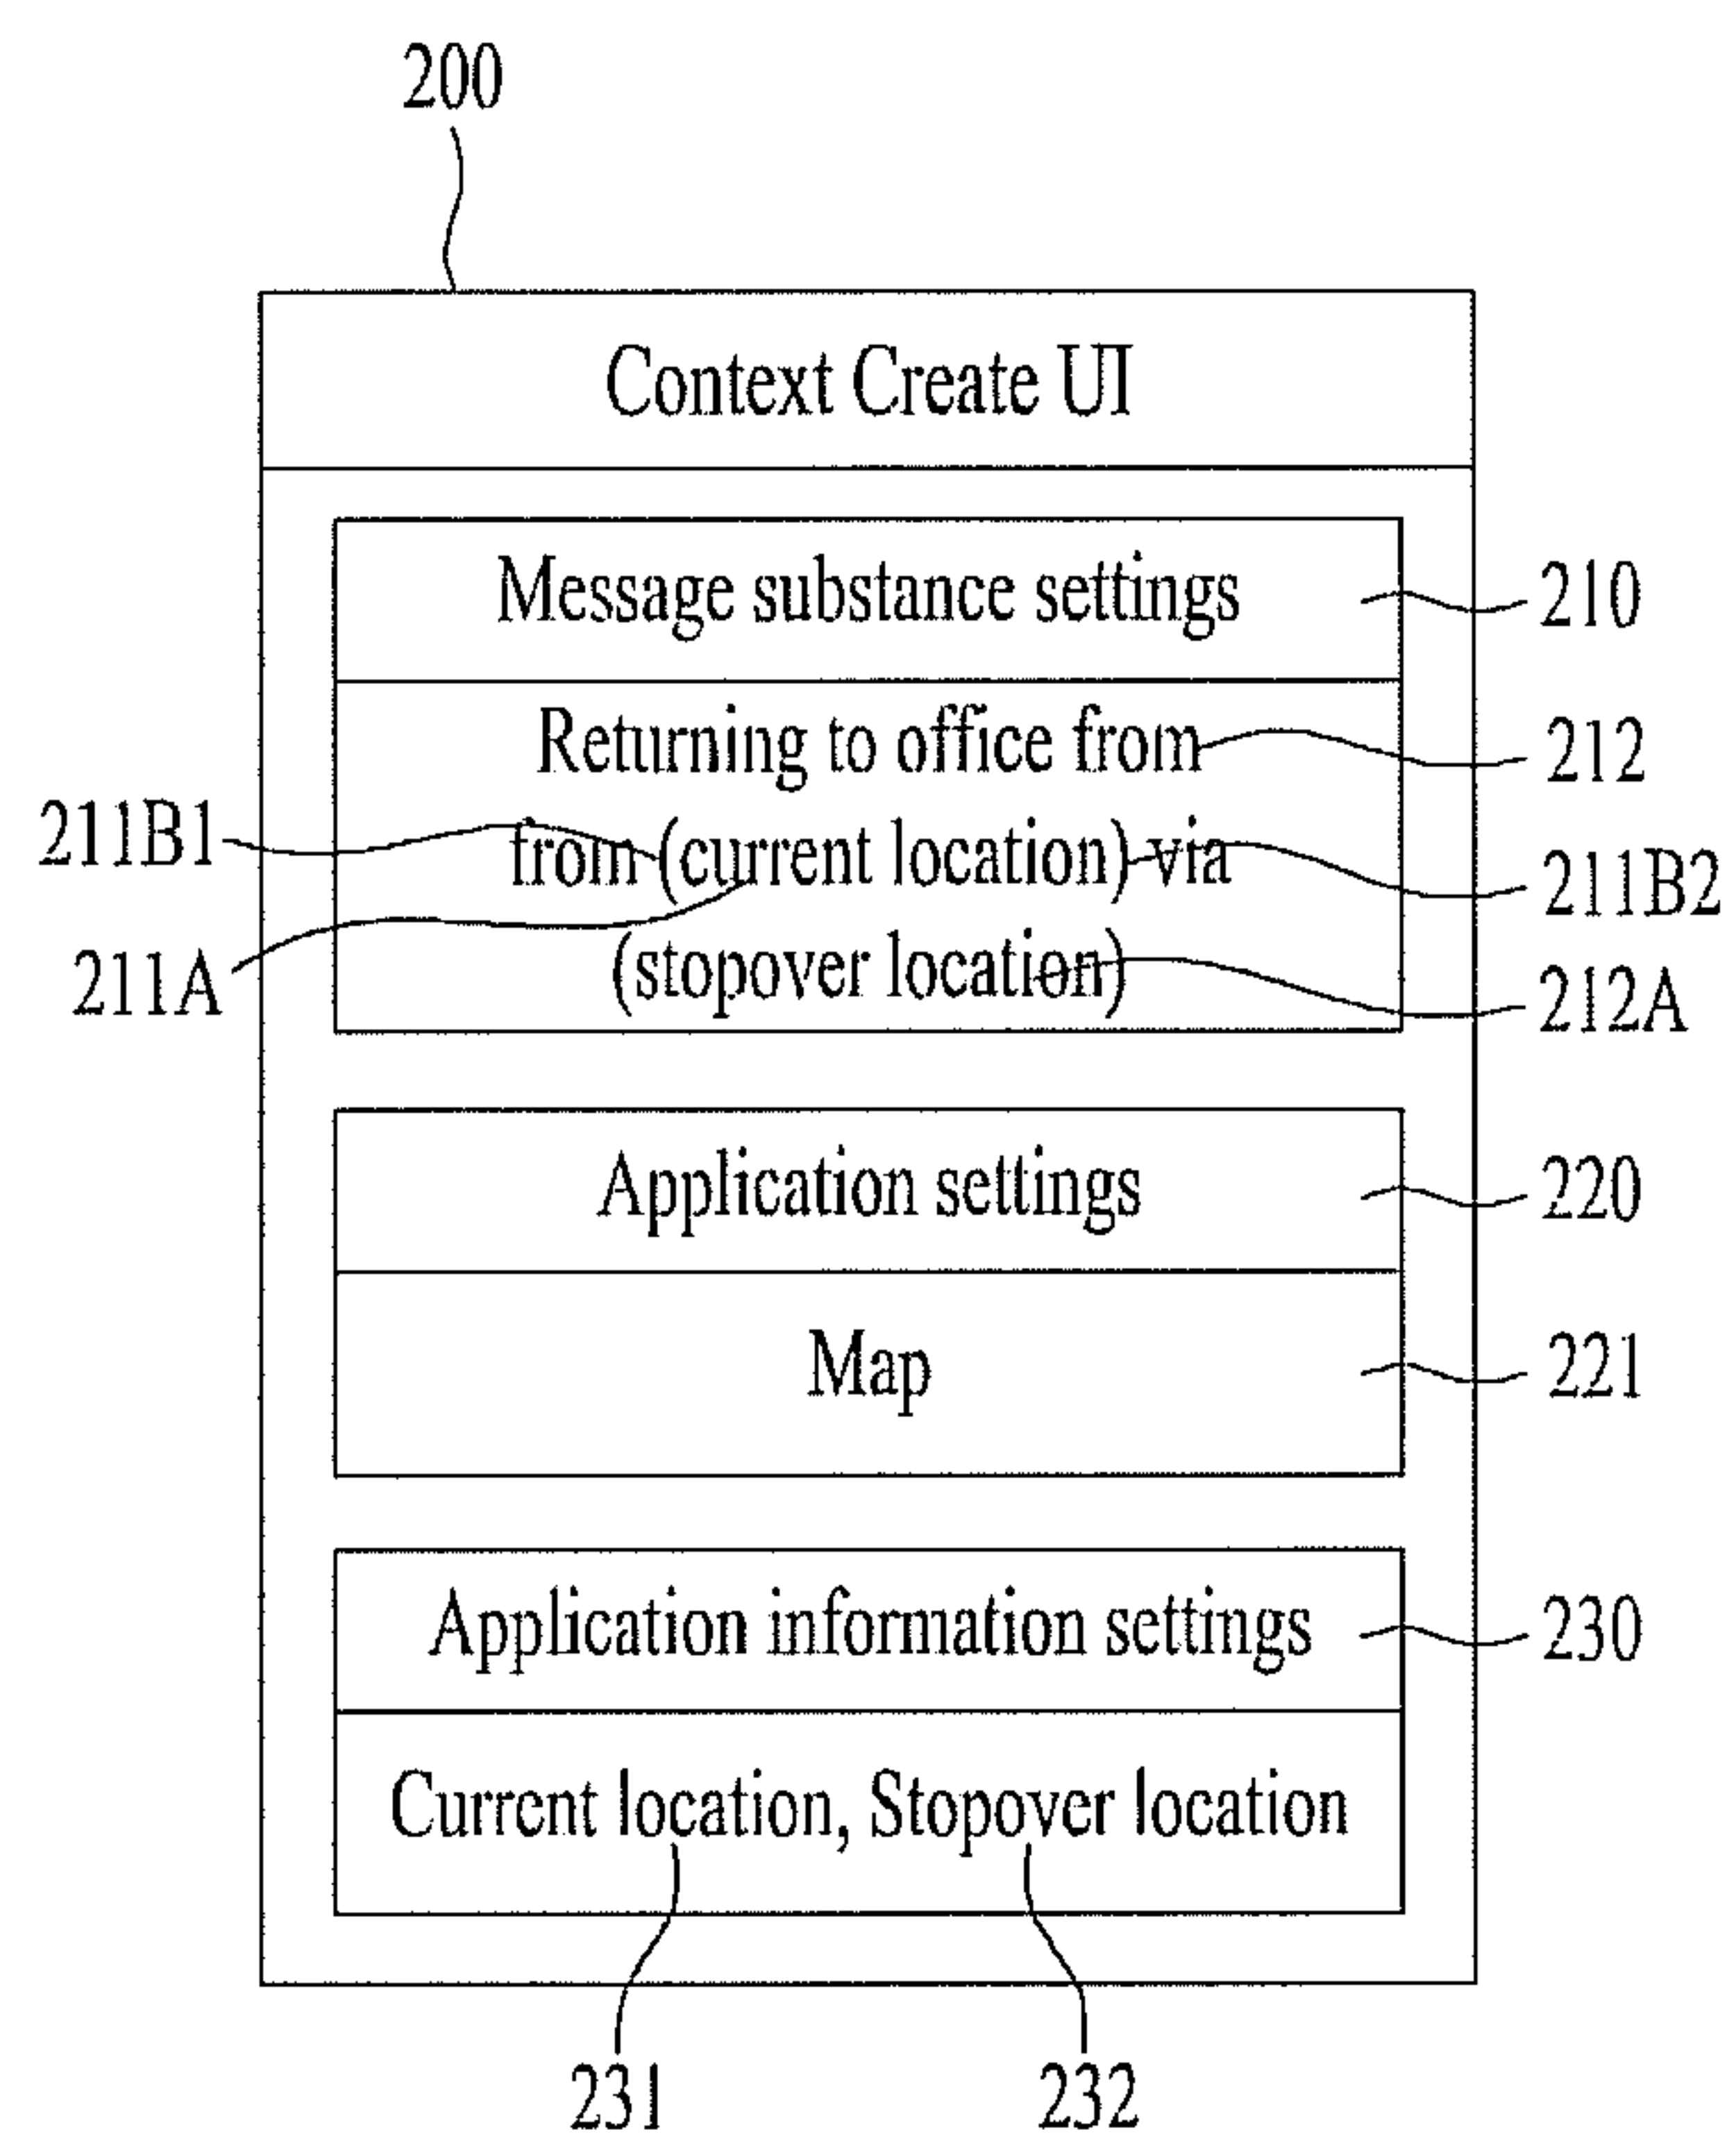 200
Context Create UI
Message substance settings
210
Returning to office from
212
211B1
from (current location) via
211B2
211A
(stopover location)
212A
Application settings
220
Map
221
Application information settings
230
Current location, Stopover location
231
232